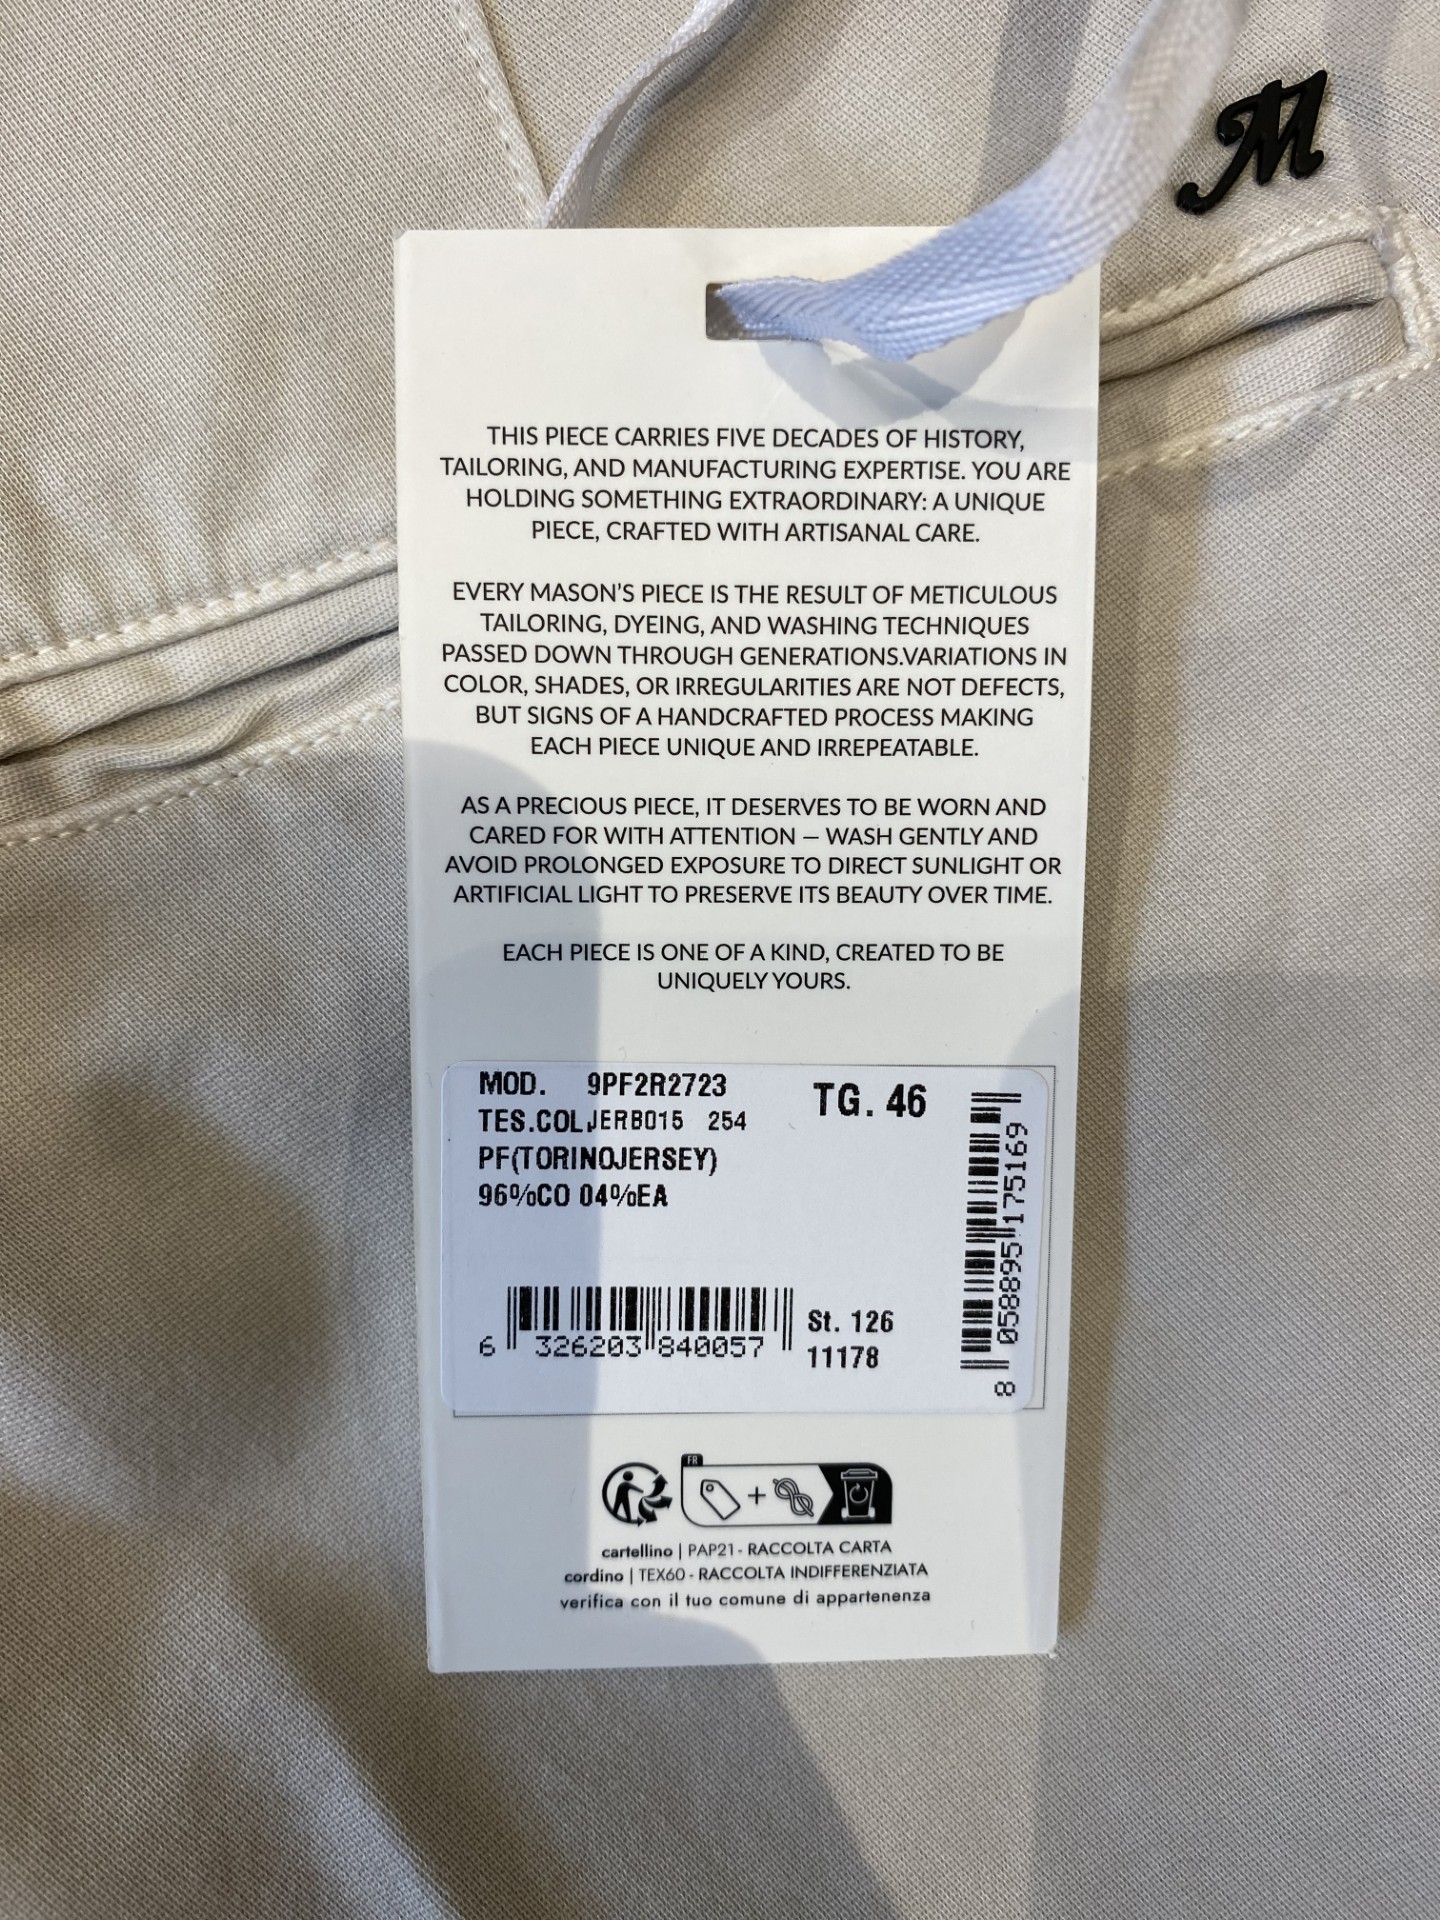 M
THIS PIECE CARRIES FIVE DECADES OF HISTORY,
TAILORING, AND MANUFACTURING EXPERTISE. YOU ARE
HOLDING SOMETHING EXTRAORDINARY: A UNIQUE
PIECE, CRAFTED WITH ARTISANAL CARE.
EVERY MASON'S PIECE IS THE RESULT OF METICULOUS
TAILORING, DYEING, AND WASHING TECHNIQUES
PASSED DOWN THROUGH GENERATIONS.VARIATIONS IN
COLOR, SHADES, OR IRREGULARITIES ARE NOT DEFECTS,
BUT SIGNS OF A HANDCRAFTED PROCESS MAKING
EACH PIECE UNIQUE AND IRREPEATABLE.
AS A PRECIOUS PIECE, IT DESERVES TO BE WORN AND
CARED FOR WITH ATTENTION — WASH GENTLY AND
AVOID PROLONGED EXPOSURE TO DIRECT SUNLIGHT OR
ARTIFICIAL LIGHT TO PRESERVE ITS BEAUTY OVER TIME.
EACH PIECE IS ONE OF A KIND, CREATED TO BE
UNIQUELY YOURS.
MOD. 9PF2R2723
TG. 46
TES.COL.JERB015 254
PF(TORINOJERSEY)
96%CO 04%EA
6 326203 840057
St. 126
11178
8 058895 175169
FR
+
cartellino | PAP21 - RACCOLTA CARTA
cordino | TEX60 - RACCOLTA INDIFFERENZIATA
verifica con il tuo comune di appartenenza